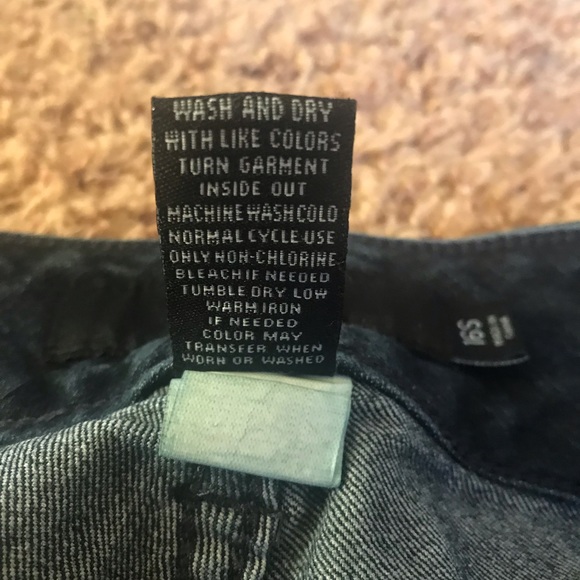 WASH AND DRY
WITH LIKE COLORS
TURN GARMENT
INSIDE OUT
MACHINE WASH COLD
NORMAL CYCLE USE
ONLY NON-CHLORINE
BLEACH IF NEEDED
TUMBLE DRY LOW
WARM IRON
IF NEEDED
COLOR MAY
TRANSFER WHEN
WORN OR WASHED
16S